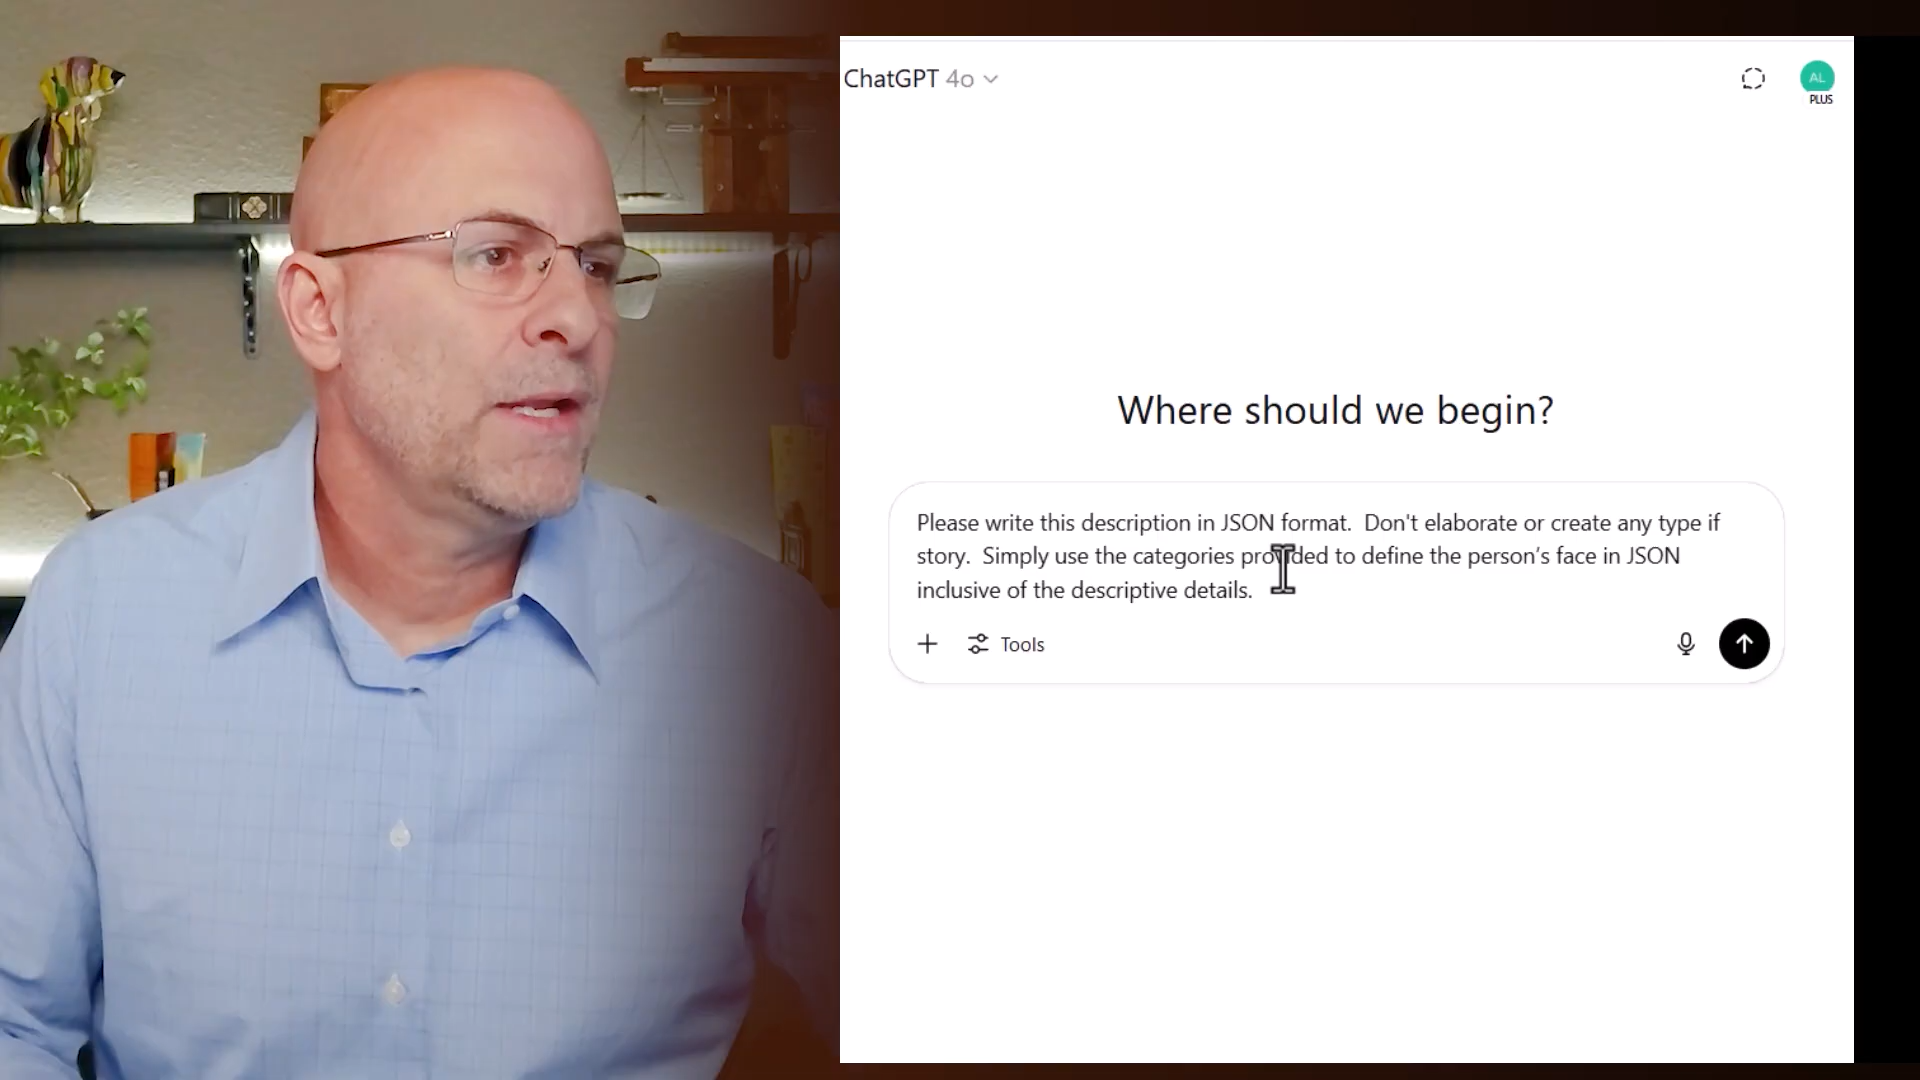 ChatGPT 4o
AL
PLUS
Where should we begin?
Please write this description in JSON format.  Don't elaborate or create any type if
story.  Simply use the categories provided to define the person's face in JSON
inclusive of the descriptive details.
Tools